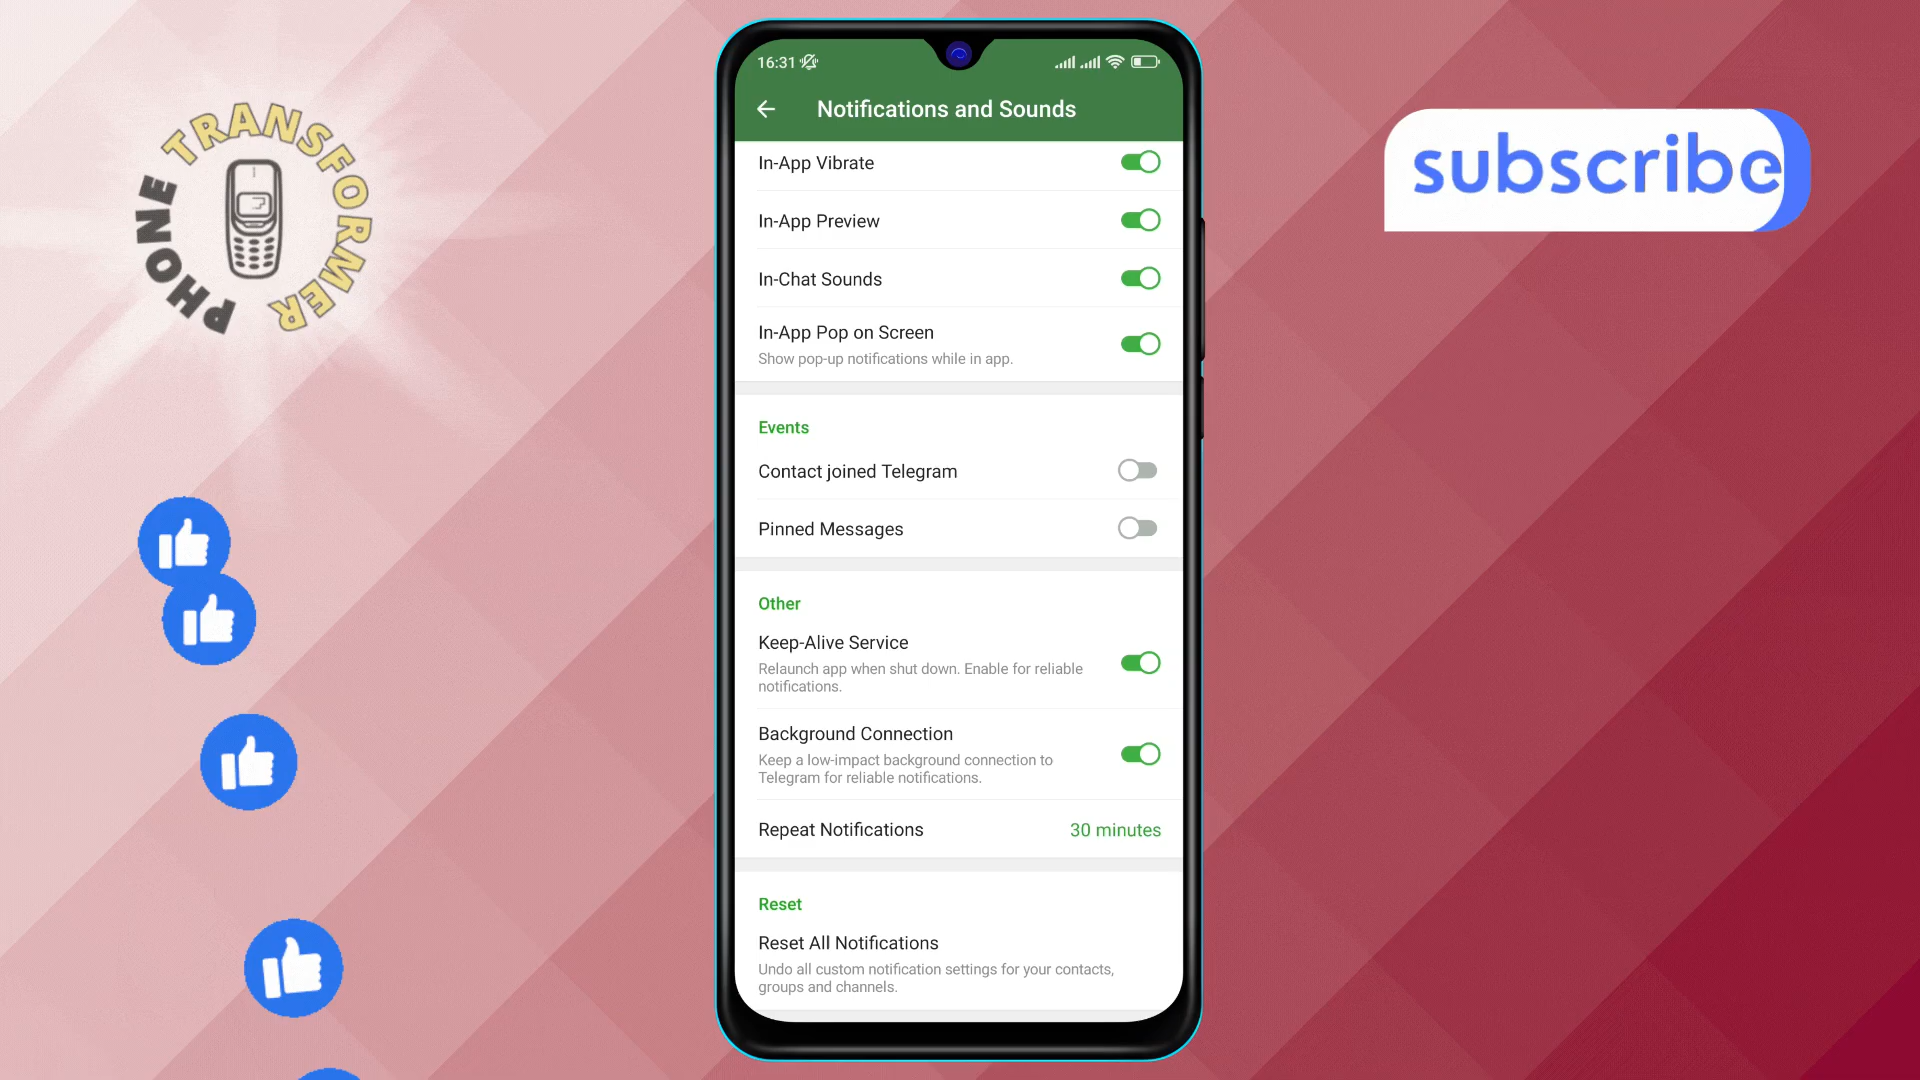 PHONE TRANSFORMER
subscribe
16:31
Notifications and Sounds
In-App Vibrate
In-App Preview
In-Chat Sounds
In-App Pop on Screen
Show pop-up notifications while in app.
Events
Contact joined Telegram
Pinned Messages
Other
Keep-Alive Service
Relaunch app when shut down. Enable for reliable
notifications.
Background Connection
Keep a low-impact background connection to
Telegram for reliable notifications.
Repeat Notifications 30 minutes
Reset
Reset All Notifications
Undo all custom notification settings for your contacts,
groups and channels.